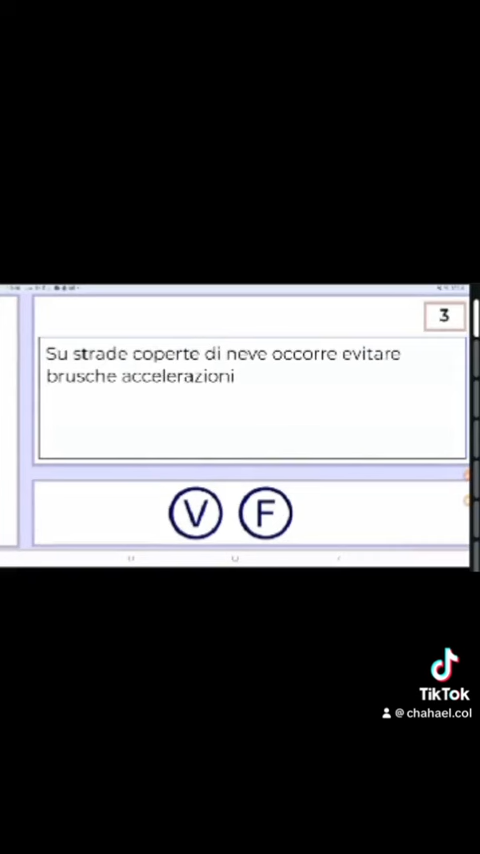 3
Su strade coperte di neve occorre evitare
brusche accelerazioni
V F
TikTok
@ chahael.col